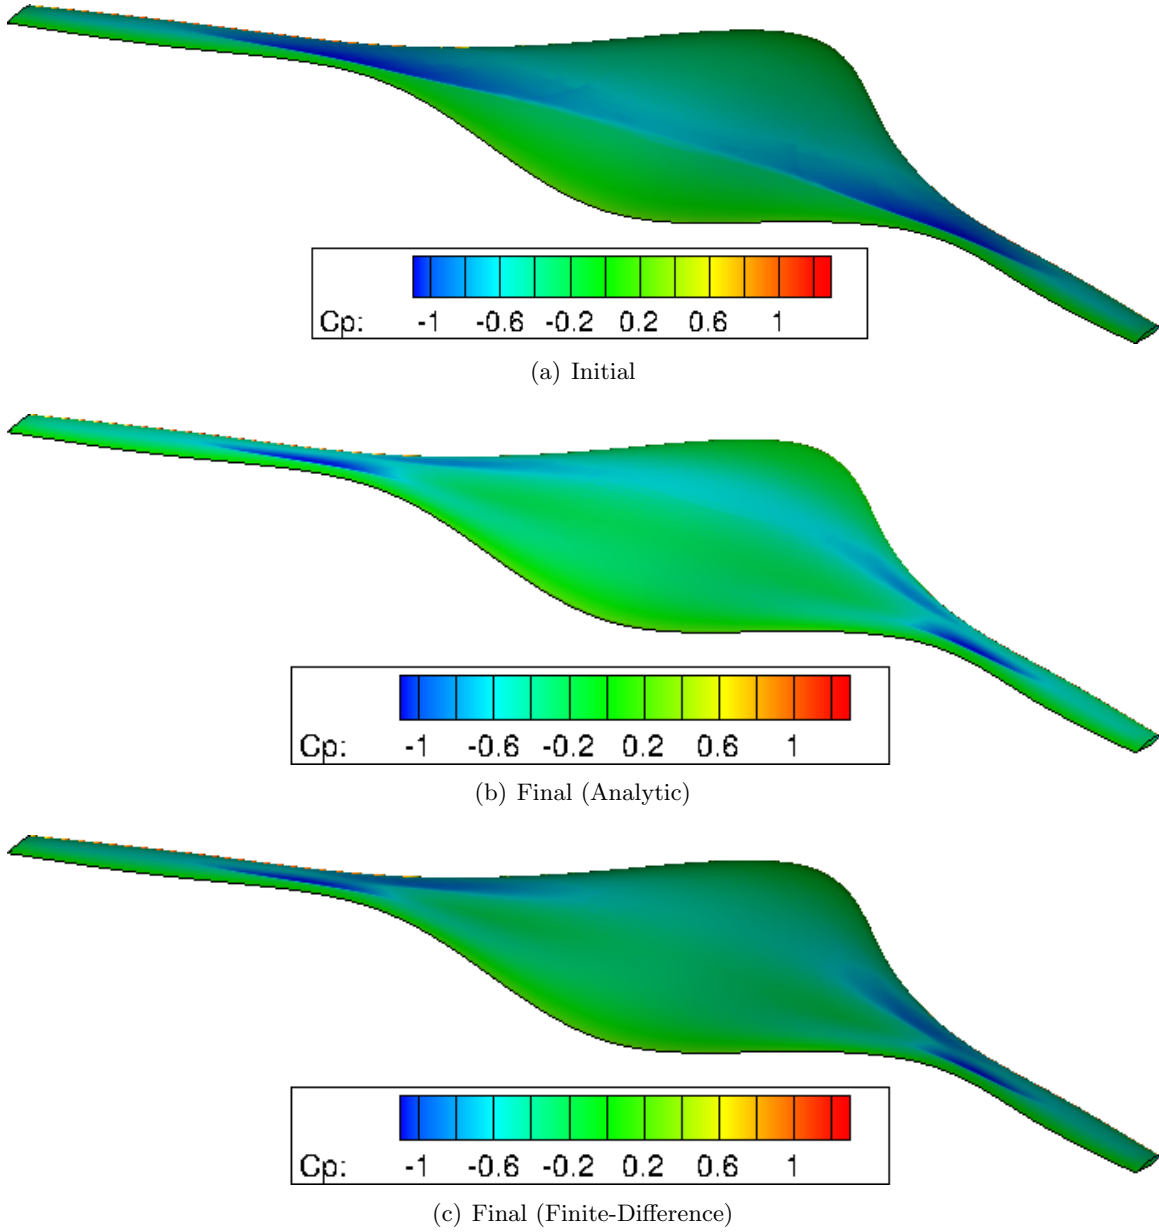 Cp: -1 -0.6 -0.2 0.2 0.6 1
(a) Initial
Cp: -1 -0.6 -0.2 0.2 0.6 1
(b) Final (Analytic)
Cp: -1 -0.6 -0.2 0.2 0.6 1
(c) Final (Finite-Difference)